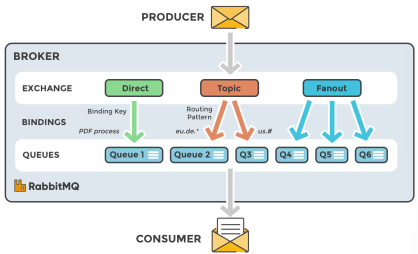 PRODUCER
BROKER
EXCHANGE
Direct
Topic
Fanout
Binding Key
Routing
Pattern
BINDINGS
PDF process
eu.de.*
us.#
QUEUES
Queue 1
Queue 2
Q3
Q4
Q5
Q6
RabbitMQ
CONSUMER